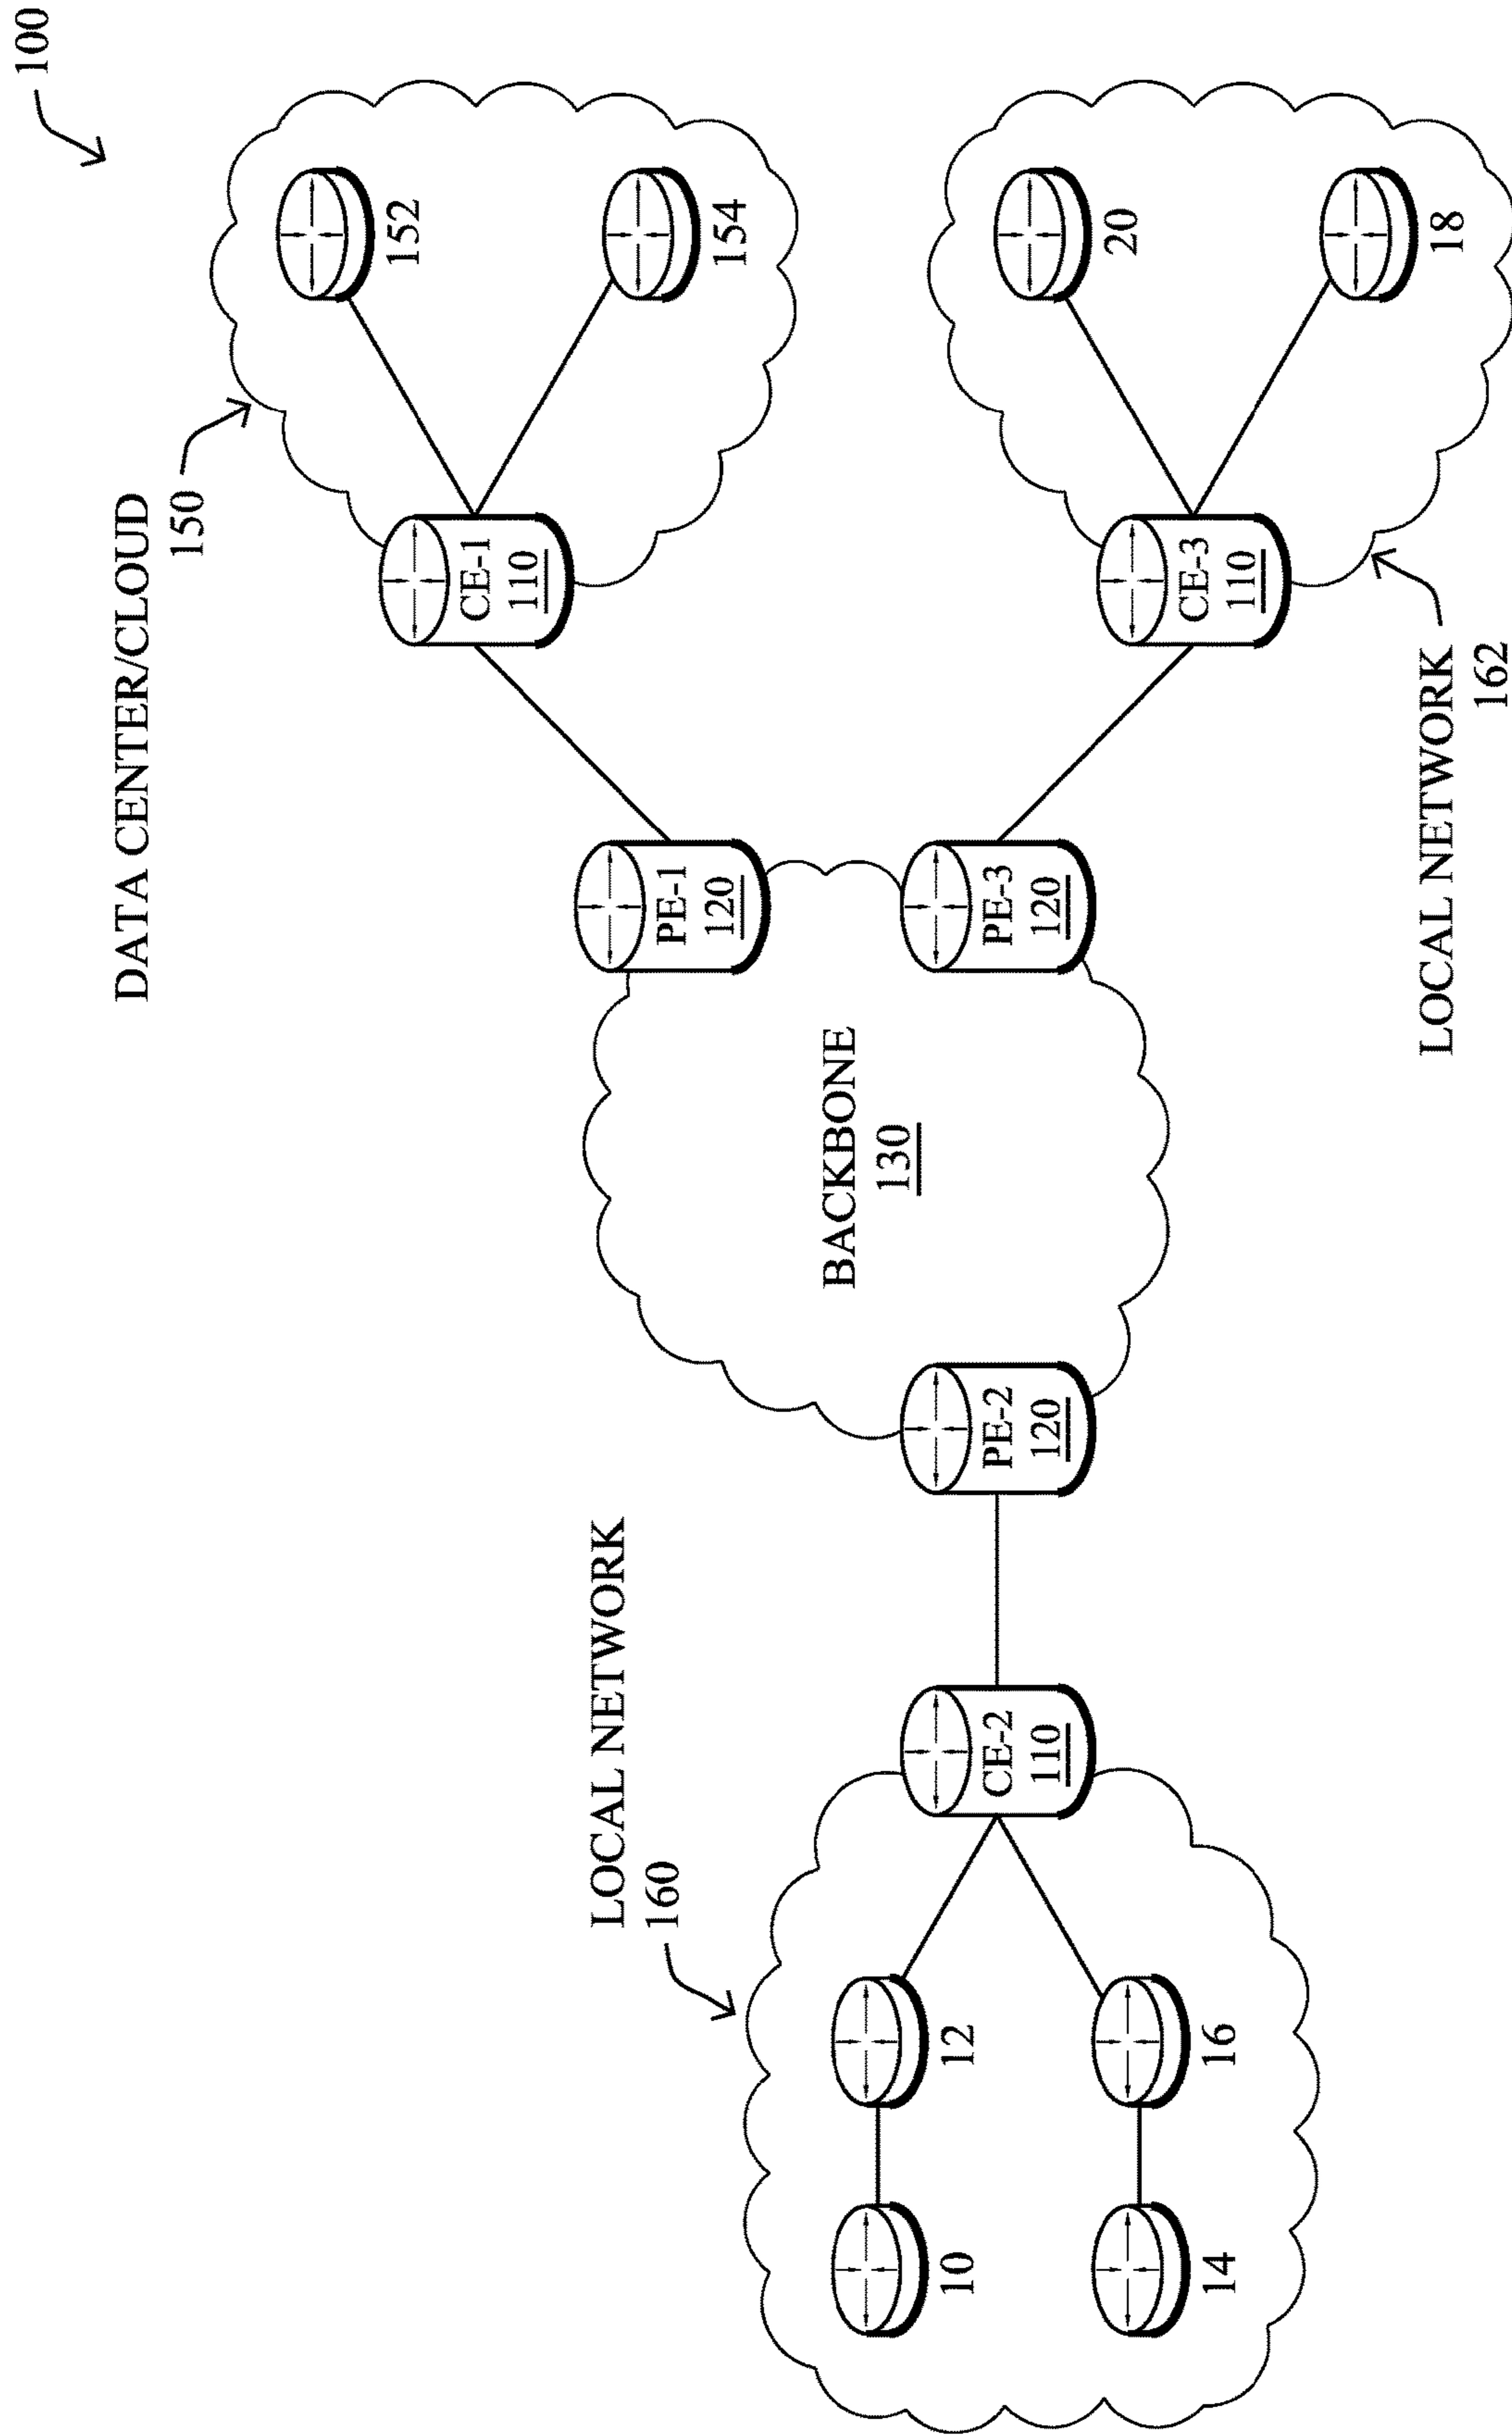 100
DATA CENTER/CLOUD
150
152
154
CE-1
110
PE-1
120
LOCAL NETWORK
160
BACKBONE
130
10
12
14
16
CE-2
110
PE-2
120
PE-3
120
CE-3
110
20
18
LOCAL NETWORK
162